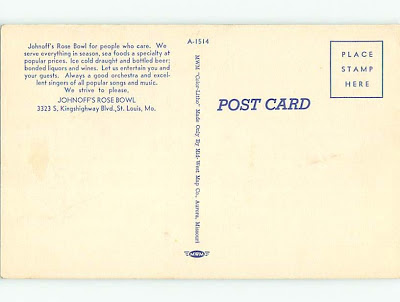 Johnoff's Rose Bowl for people who care. We
serve everything in season, sea foods a specialty at
popular prices. Ice cold draught and bottled beer;
bonded liquors and wines. Let us entertain you and
your guests. Always a good orchestra and excel-
lent singers of all popular songs and music.
We strive to please,
JOHNOFF'S ROSE BOWL
3323 S. Kingshighway Blvd., St. Louis, Mo.
A-1514
MWM "Color-Litho" Made Only By Mid-West Map Co., Aurora, Missouri
MWM
POST CARD
PLACE
STAMP
HERE